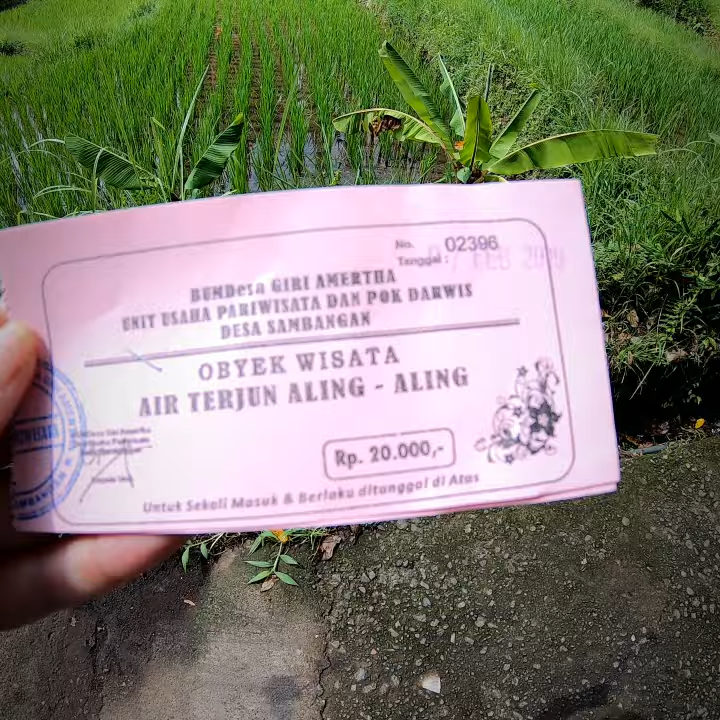 No. 02396
Tanggal :
BUMDesa GIRI AMERTHA
UNIT USAHA PARIWISATA DAN POK DARWIS
DESA SAMBANGAN
OBYEK WISATA
AIR TERJUN ALING - ALING
Rp. 20.000,-
Untuk Sekali Masuk & Berlaku ditanggal di Atas